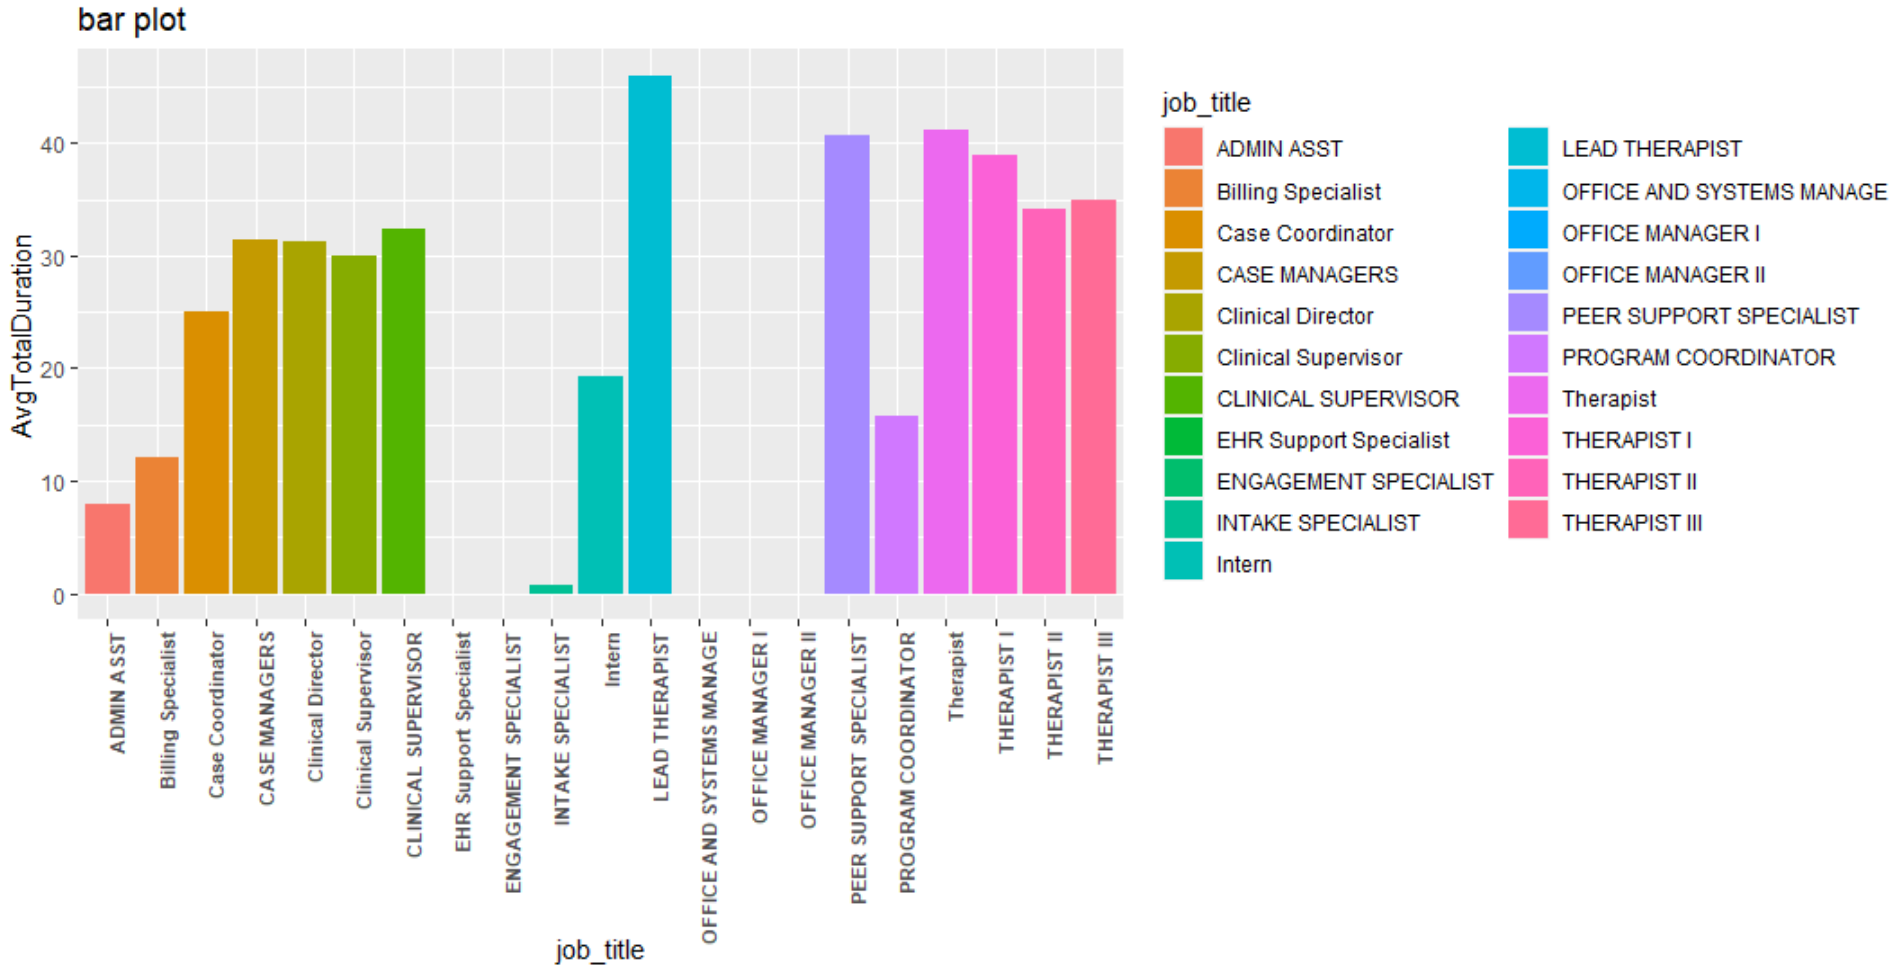 bar plot
AvgTotalDuration
40
30
20
10
0
ADMIN ASST
Billing Specialist
Case Coordinator
CASE MANAGERS
Clinical Director
Clinical Supervisor
CLINICAL SUPERVISOR
EHR Support Specialist
ENGAGEMENT SPECIALIST
INTAKE SPECIALIST
Intern
LEAD THERAPIST
OFFICE AND SYSTEMS MANAGE
OFFICE MANAGER I
OFFICE MANAGER II
PEER SUPPORT SPECIALIST
PROGRAM COORDINATOR
Therapist
THERAPIST I
THERAPIST II
THERAPIST III
job_title
job_title
ADMIN ASST
Billing Specialist
Case Coordinator
CASE MANAGERS
Clinical Director
Clinical Supervisor
CLINICAL SUPERVISOR
EHR Support Specialist
ENGAGEMENT SPECIALIST
INTAKE SPECIALIST
Intern
LEAD THERAPIST
OFFICE AND SYSTEMS MANAGE
OFFICE MANAGER I
OFFICE MANAGER II
PEER SUPPORT SPECIALIST
PROGRAM COORDINATOR
Therapist
THERAPIST I
THERAPIST II
THERAPIST III